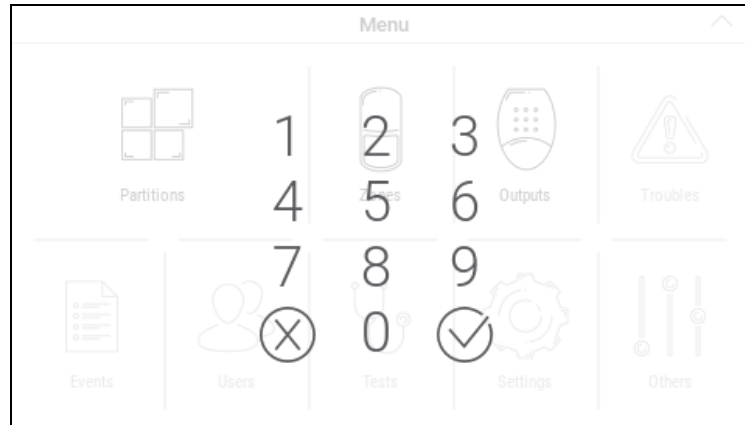 Menu
1 2 3
Partitions Zones Outputs Troubles
4 5 6
7 8 9
0
Events Users Tests Settings Others